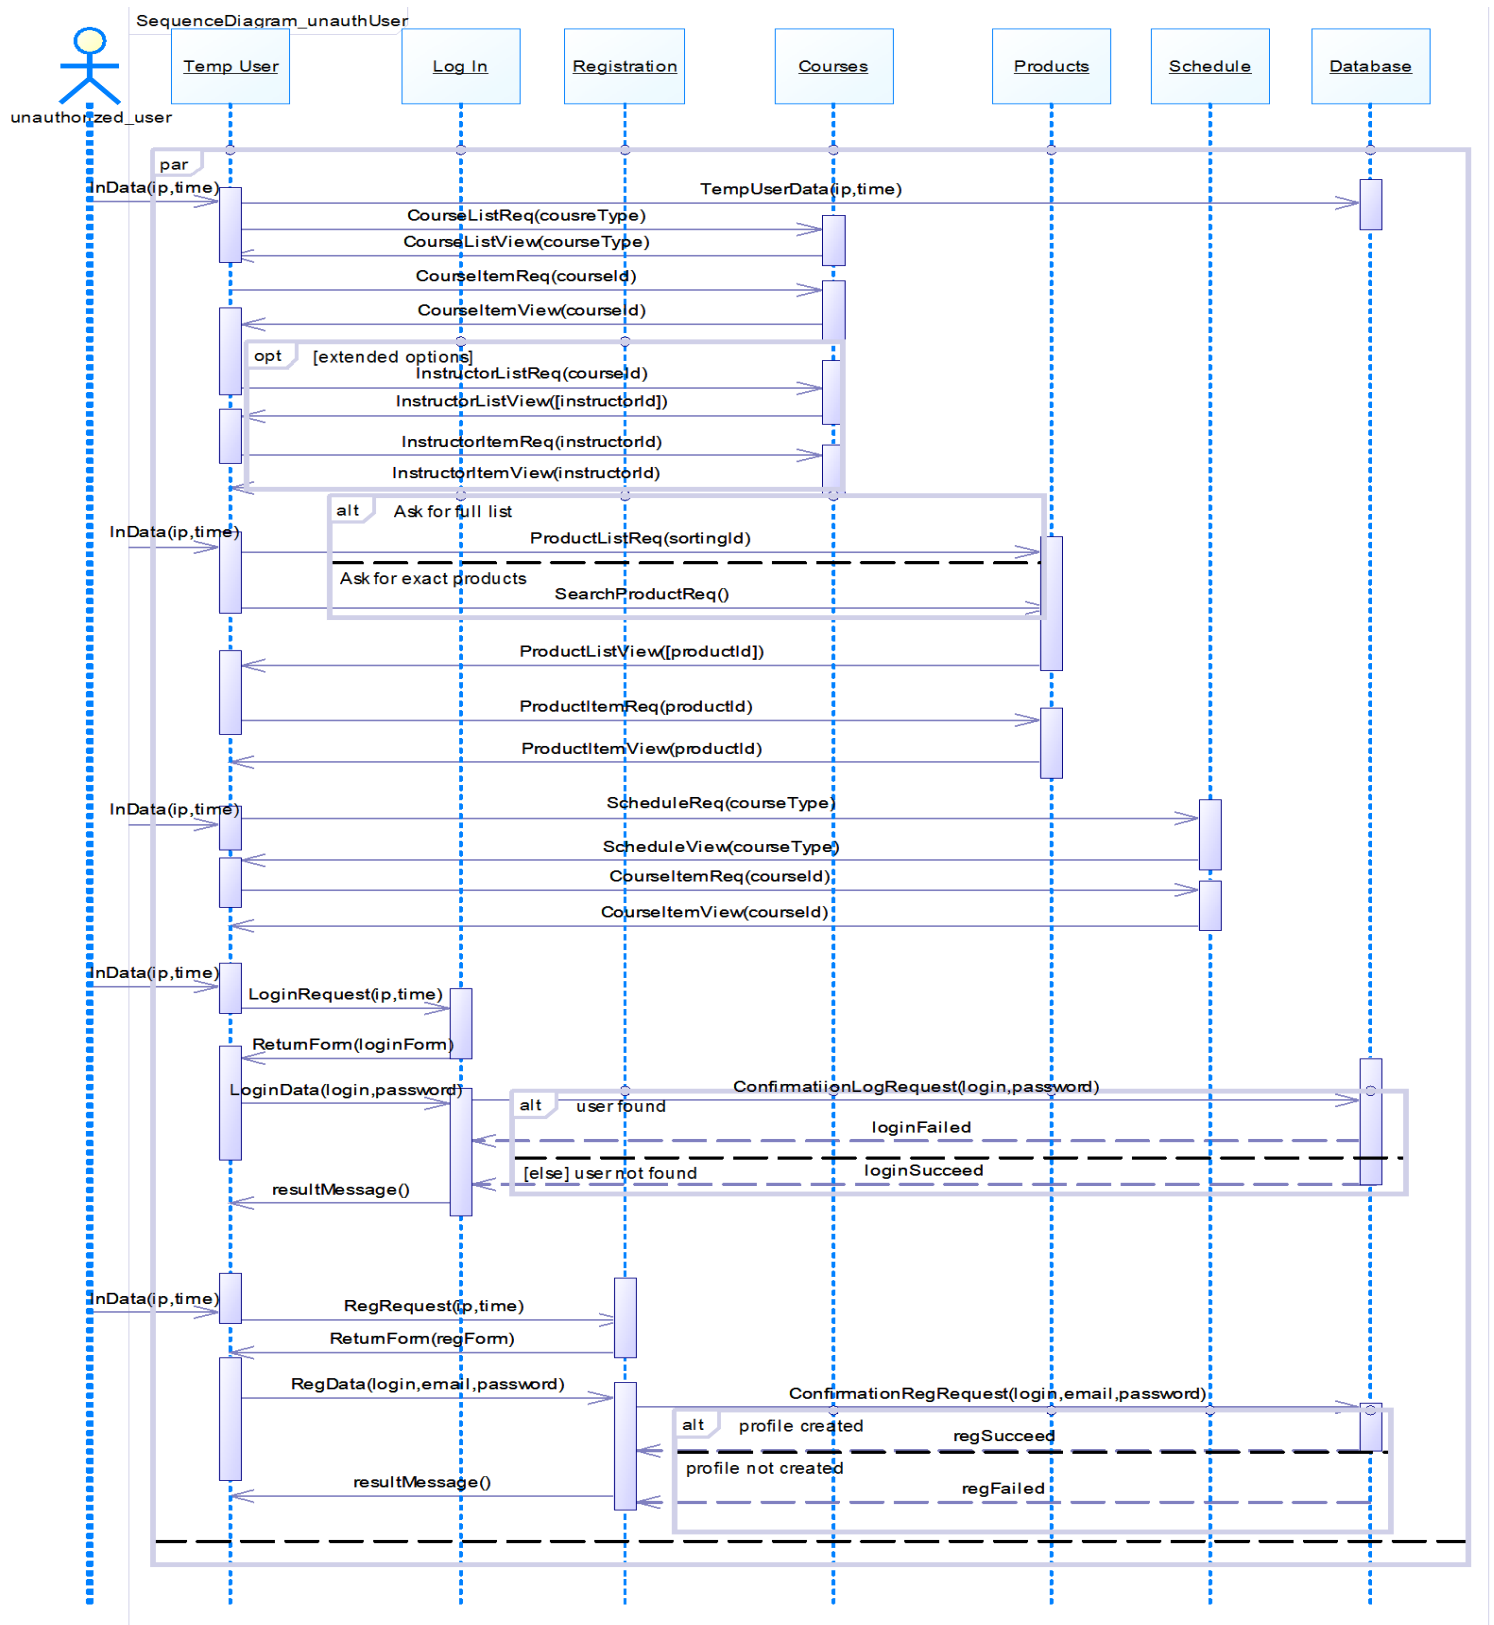 SequenceDiagram_unauthUser
Temp User
Log In
Registration
Courses
Products
Schedule
Database
unauthorized_user
par
InData(ip,time)
TempUserData(ip,time)
CourseListReq(cousreType)
CourseListView(courseType)
CourseItemReq(courseId)
CourseItemView(courseId)
opt
[extended options]
InstructorListReq(courseId)
InstructorListView([instructorId])
InstructorItemReq(instructorId)
InstructorItemView(instructorId)
alt
Ask for full list
InData(ip,time)
ProductListReq(sortingId)
Ask for exact products
SearchProductReq()
ProductListView([productId])
ProductItemReq(productId)
ProductItemView(productId)
InData(ip,time)
ScheduleReq(courseType)
ScheduleView(courseType)
CourseItemReq(courseId)
CourseItemView(courseId)
InData(ip,time)
LoginRequest(ip,time)
ReturnForm(loginForm)
LoginData(login,password)
ConfirmatiionLogRequest(login,password)
alt
user found
loginFailed
[else] user not found
loginSucceed
resultMessage()
InData(ip,time)
RegRequest(ip,time)
ReturnForm(regForm)
RegData(login,email,password)
ConfirmationRegRequest(login,email,password)
alt
profile created
regSucceed
profile not created
resultMessage()
regFailed